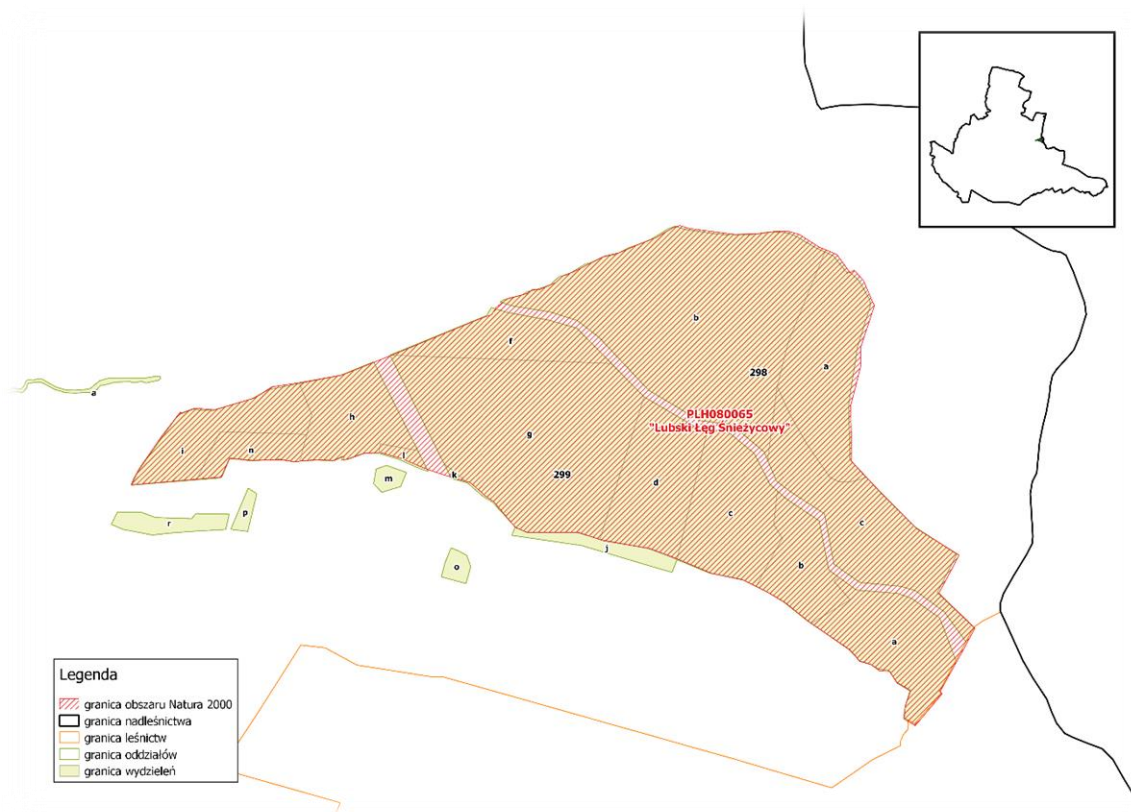 b
f
298
a
PLH080065
"Lubski Łęg Śnieżycowy"
a
h
g
i
n
l
k
299
m
d
c
c
r
p
j
o
b
a
Legenda
granica obszaru Natura 2000
granica nadleśnictwa
granica leśnictw
granica oddziałów
granica wydzieleń